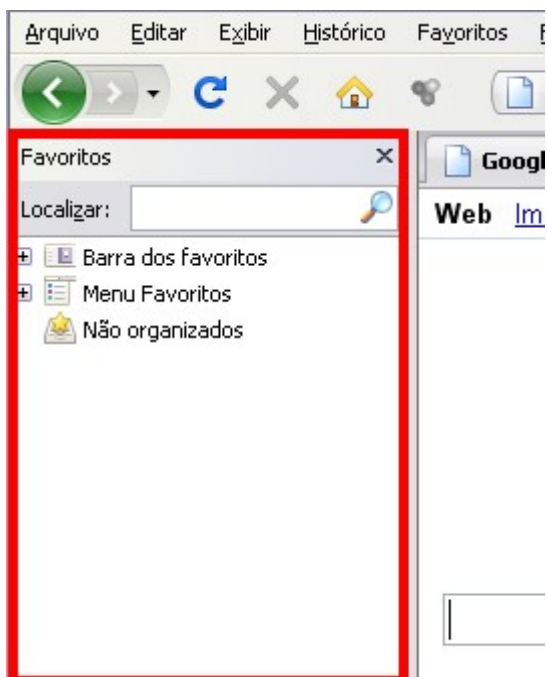 Arquivo Editar Exibir Histórico Favoritos
Favoritos
Localizar:
Barra dos favoritos
Menu Favoritos
Não organizados
Web